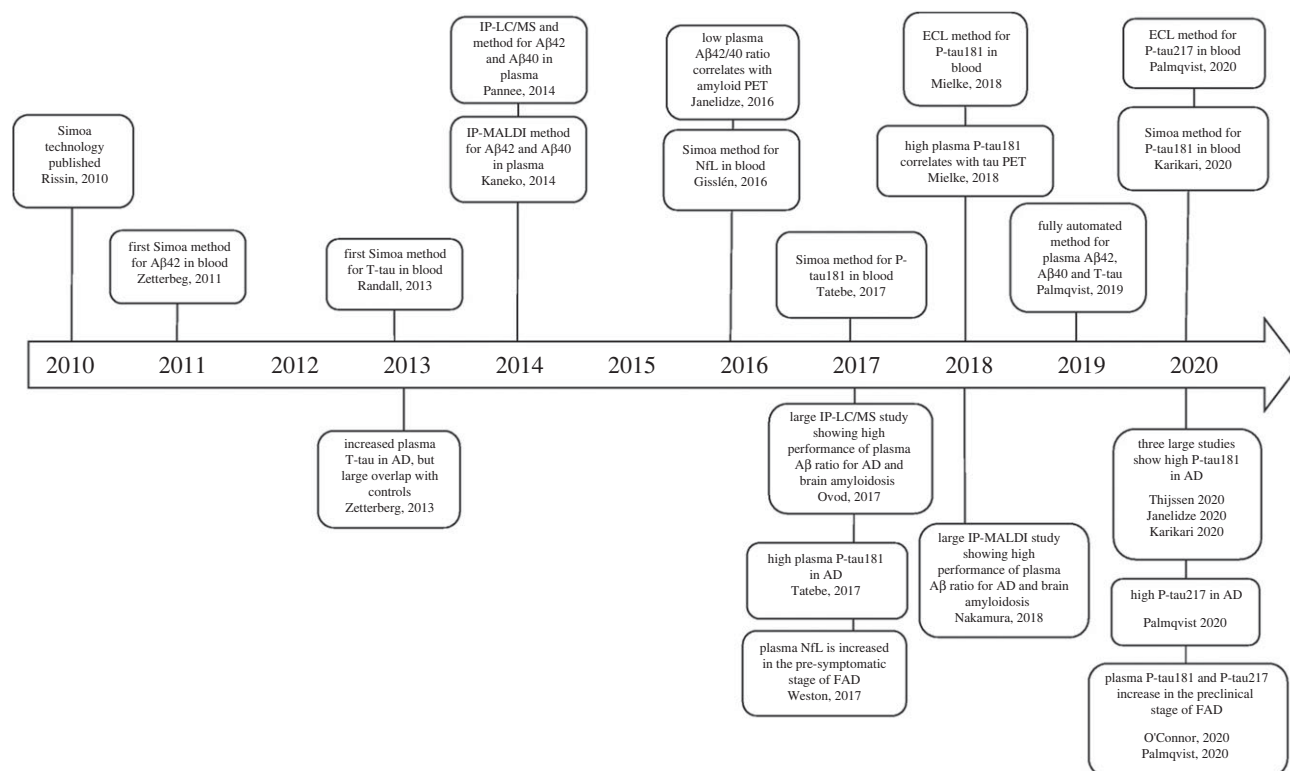 IP-LC/MS and
method for Aβ42
and Aβ40 in
plasma
Pannee, 2014
low plasma
Aβ42/40 ratio
correlates with
amyloid PET
Janelidze, 2016
ECL method for
P-tau181 in
blood
Mielke, 2018
ECL method for
P-tau217 in blood
Palmqvist, 2020
Simoa
technology
published
Rissin, 2010
IP-MALDI method
for Aβ42 and Aβ40
in plasma
Kaneko, 2014
Simoa method for
NfL in blood
Gisslén, 2016
high plasma P-tau181
correlates with tau PET
Mielke, 2018
Simoa method for
P-tau181 in blood
Karikari, 2020
first Simoa method
for Aβ42 in blood
Zetterbeg, 2011
first Simoa method
for T-tau in blood
Randall, 2013
Simoa method for P-
tau181 in blood
Tatebe, 2017
fully automated
method for
plasma Aβ42,
Aβ40 and T-tau
Palmqvist, 2019
2010 2011 2012 2013 2014 2015 2016 2017 2018 2019 2020
increased plasma
T-tau in AD, but
large overlap with
controls
Zetterberg, 2013
large IP-LC/MS study
showing high
performance of plasma
Aβ ratio for AD and
brain amyloidosis
Ovod, 2017
high plasma P-tau181
in AD
Tatebe, 2017
plasma NfL is increased
in the pre-symptomatic
stage of FAD
Weston, 2017
large IP-MALDI study
showing high
performance of plasma
Aβ ratio for AD and brain
amyloidosis
Nakamura, 2018
three large studies
show high P-tau181
in AD
Thijssen 2020
Janelidze 2020
Karikari 2020
high P-tau217 in AD
Palmqvist 2020
plasma P-tau181 and P-tau217
increase in the preclinical
stage of FAD
O'Connor, 2020
Palmqvist, 2020